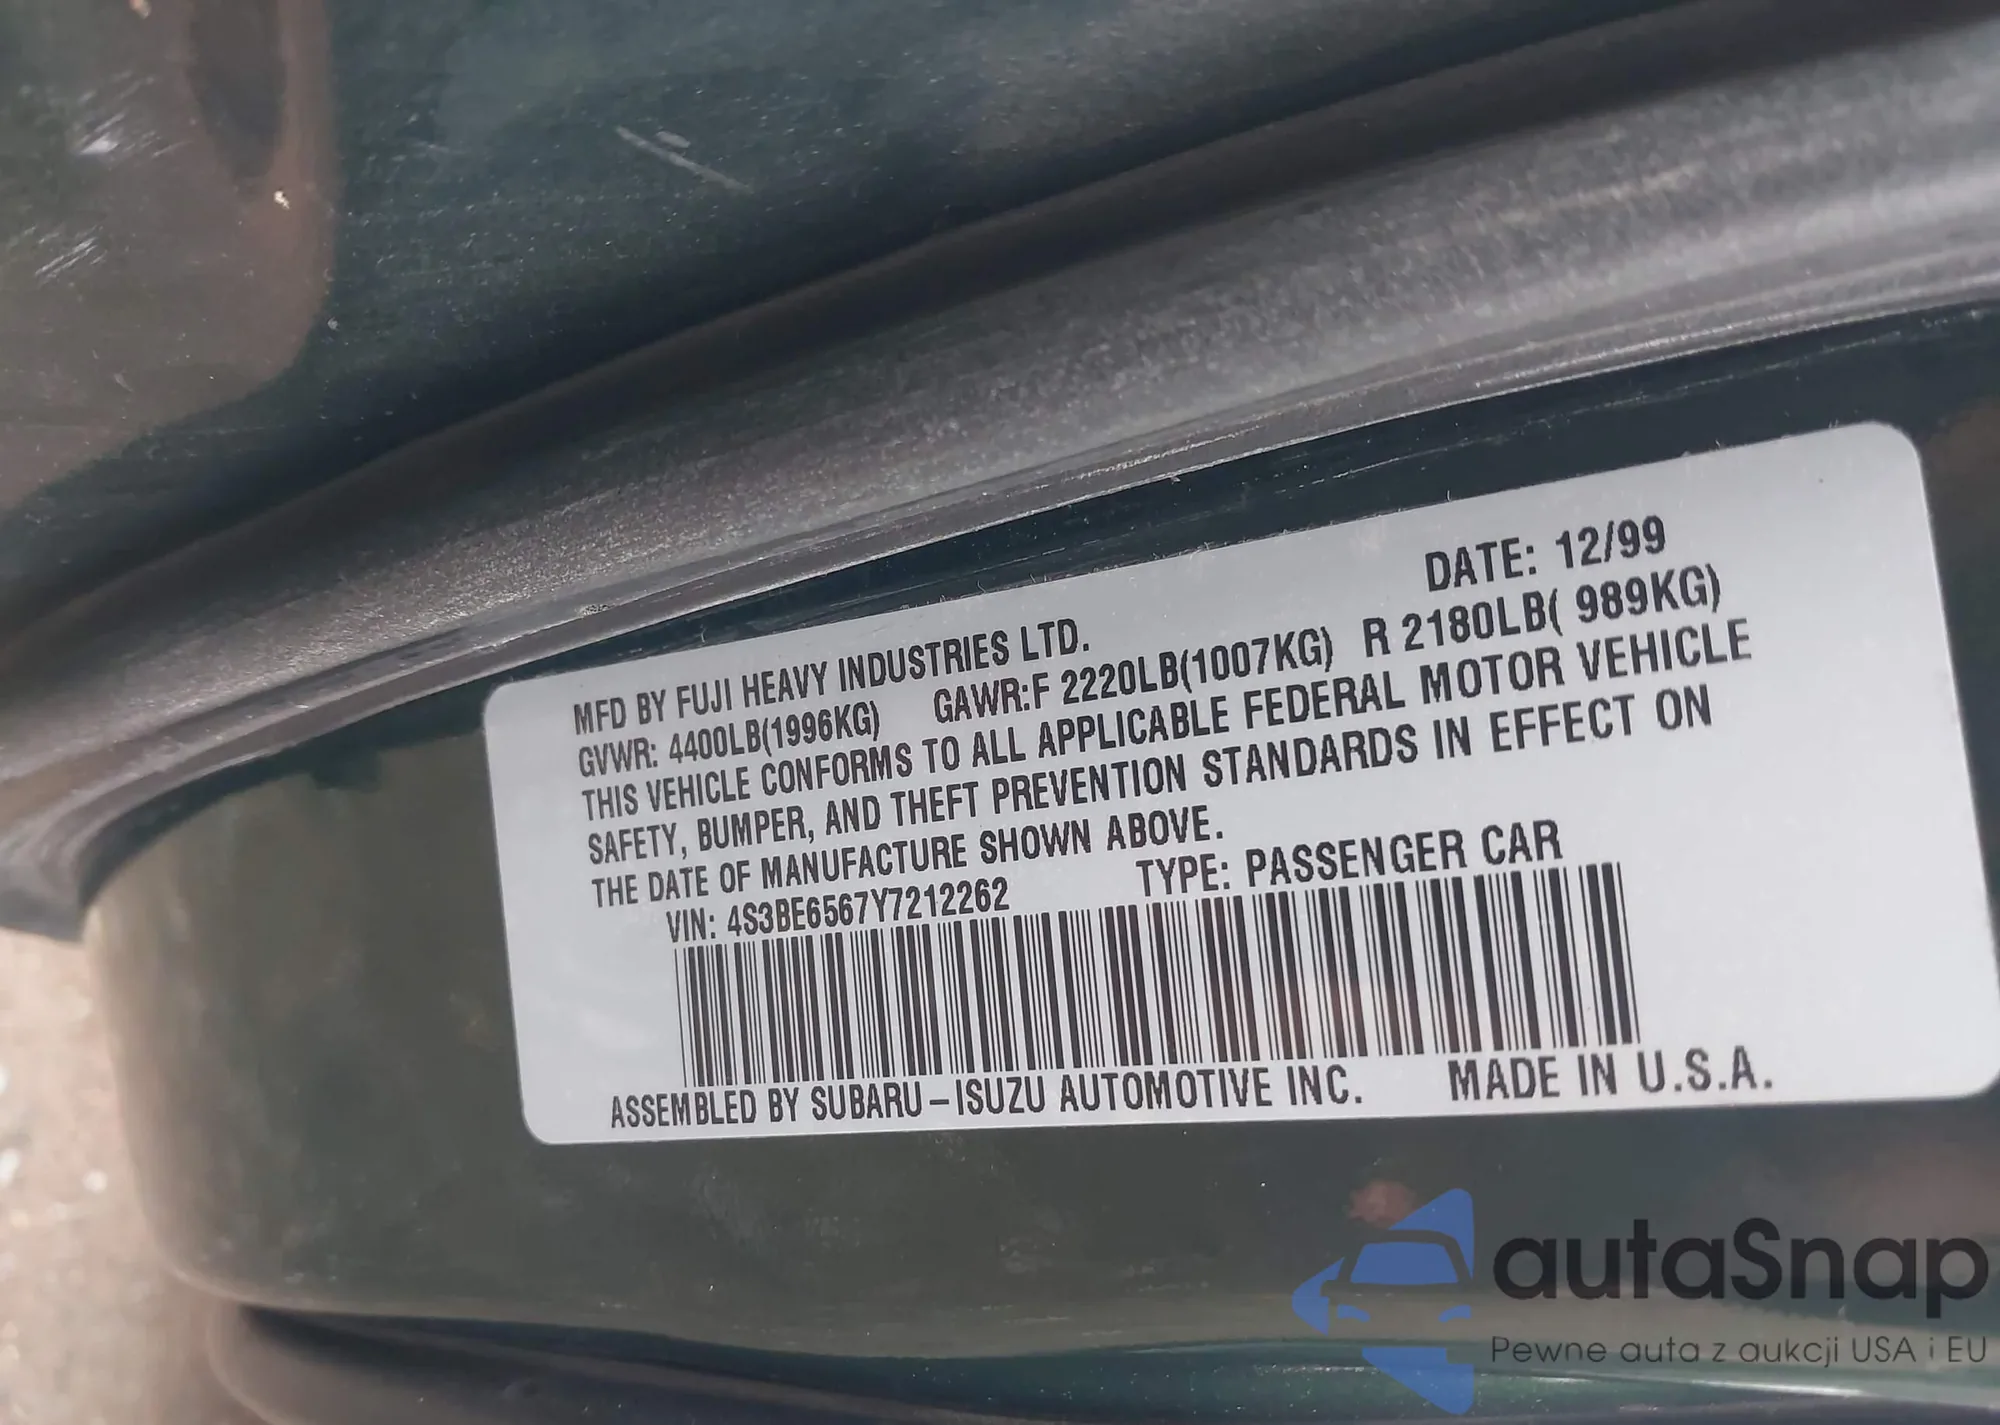 DATE: 12/99
MFD BY FUJI HEAVY INDUSTRIES LTD.
GVWR: 4400LB(1996KG) GAWR:F 2220LB(1007KG) R 2180LB( 989KG)
THIS VEHICLE CONFORMS TO ALL APPLICABLE FEDERAL MOTOR VEHICLE
SAFETY, BUMPER, AND THEFT PREVENTION STANDARDS IN EFFECT ON
THE DATE OF MANUFACTURE SHOWN ABOVE.
VIN: 4S3BE6567Y7212262 TYPE: PASSENGER CAR
ASSEMBLED BY SUBARU-ISUZU AUTOMOTIVE INC. MADE IN U.S.A.
autaSnap
Pewne auta z aukcji USA i EU